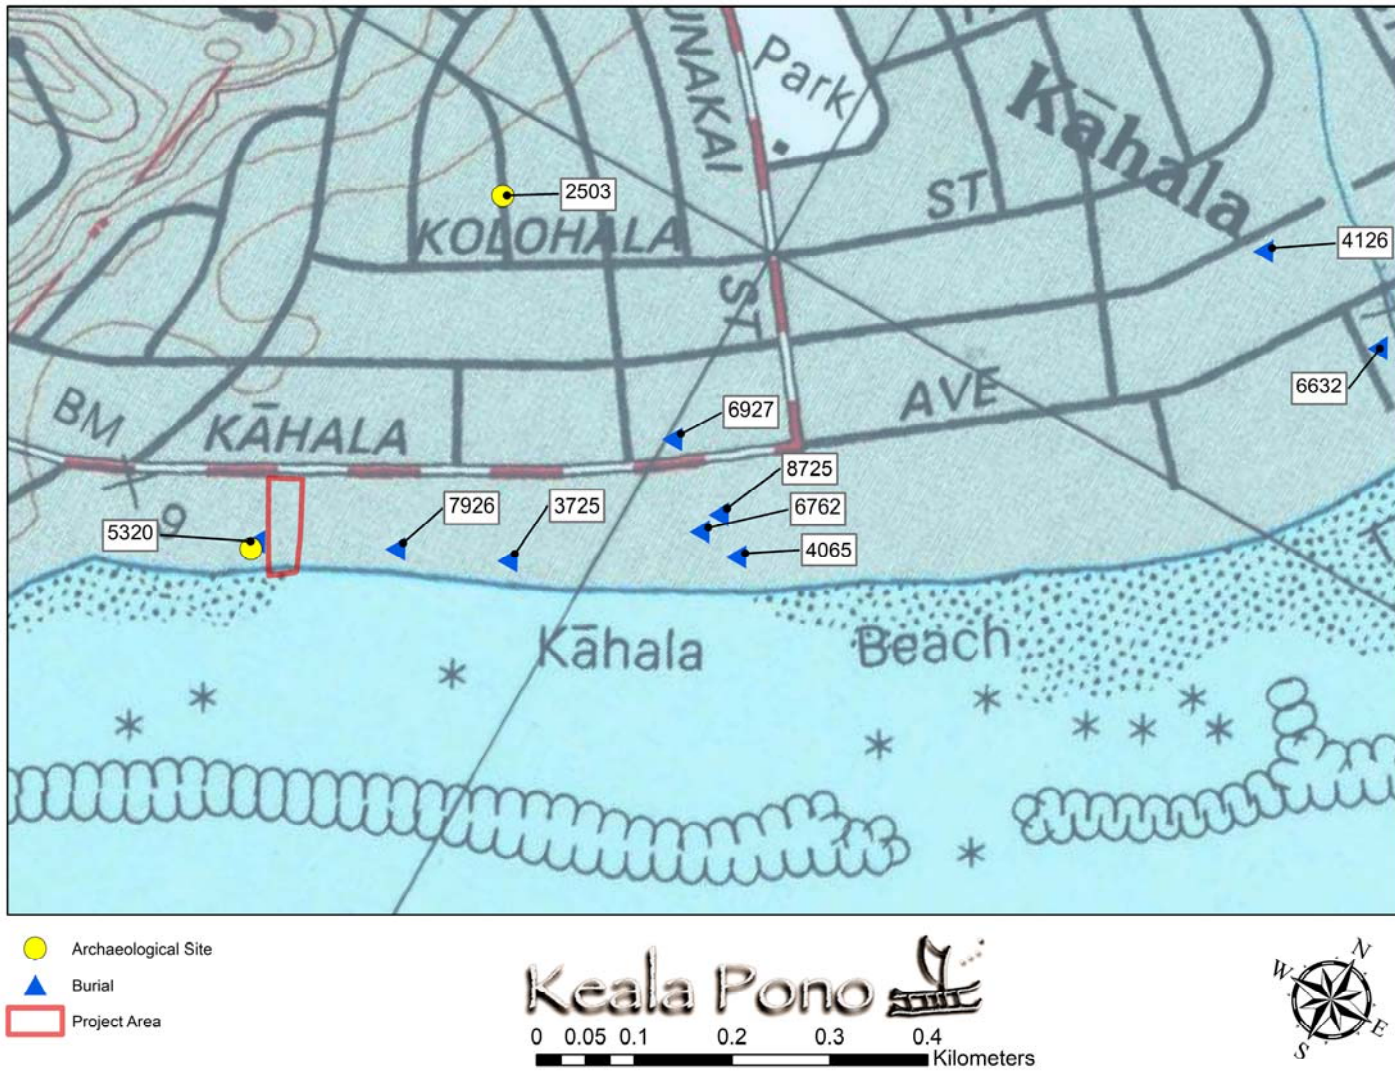 UNAKAI
Park
Kāhala
2503
KOLOHALA
ST
4126
ST
6632
BM
KĀHALA
AVE
6927
8725
7926
3725
6762
5320
9
4065
Kāhala Beach
Archaeological Site
Burial
Project Area
Keala Pono
0 0.05 0.1 0.2 0.3 0.4
Kilometers
N
W
E
S